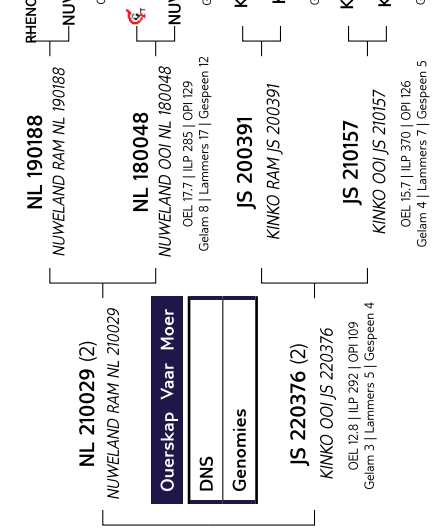 NL 210029 (2)
NUWELAND RAM NL 210029
Ouerskap Vaar Moer
DNS
Genomies
JS 220376 (2)
KINKO OOI JS 220376
OEL 12.8 | ILP 292 | OPI 109
Gelam 3 | Lammers 5 | Gespeen 4
NL 190188
NUWELAND RAM NL 190188
NL 180048
NUWELAND OOI NL 180048
OEL 17.7 | ILP 285 | OPI 129
Gelam 8 | Lammers 17 | Gespeen 12
JS 200391
KINKO RAM JS 200391
JS 210157
KINKO OOI JS 210157
OEL 15.7 | ILP 370 | OPI 126
Gelam 4 | Lammers 7 | Gespeen 5